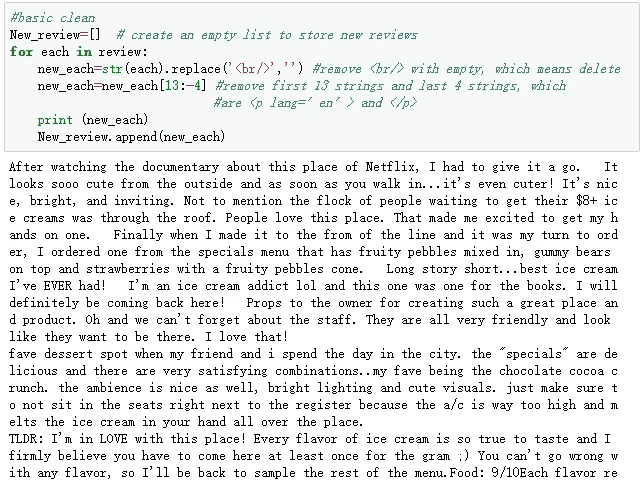 #basic clean
New_review=[]  # create an empty list to store new reviews
for each in review:
    new_each=str(each).replace('<br/>','') #remove <br/> with empty, which means delete
    new_each=new_each[13:-4] #remove first 13 strings and last 4 strings, which
                             #are <p lang=' en' > and </p>
    print (new_each)
    New_review.append(new_each)
After watching the documentary about this place of Netflix, I had to give it a go.   It
looks sooo cute from the outside and as soon as you walk in...it's even cuter! It's nic
e, bright, and inviting. Not to mention the flock of people waiting to get their $8+ ic
e creams was through the roof. People love this place. That made me excited to get my h
ands on one.   Finally when I made it to the from of the line and it was my turn to ord
er, I ordered one from the specials menu that has fruity pebbles mixed in, gummy bears
on top and strawberries with a fruity pebbles cone.   Long story short...best ice cream
I've EVER had!   I'm an ice cream addict lol and this one was one for the books. I will
definitely be coming back here!   Props to the owner for creating such a great place an
d product. Oh and we can't forget about the staff. They are all very friendly and look
like they want to be there. I love that!
fave dessert spot when my friend and i spend the day in the city. the "specials" are de
licious and there are very satisfying combinations..my fave being the chocolate cocoa c
runch. the ambience is nice as well, bright lighting and cute visuals. just make sure t
o not sit in the seats right next to the register because the a/c is way too high and m
elts the ice cream in your hand all over the place.
TLDR: I'm in LOVE with this place! Every flavor of ice cream is so true to taste and I
firmly believe you have to come here at least once for the gram ;) You can't go wrong w
ith any flavor, so I'll be back to sample the rest of the menu.Food: 9/10Each flavor re